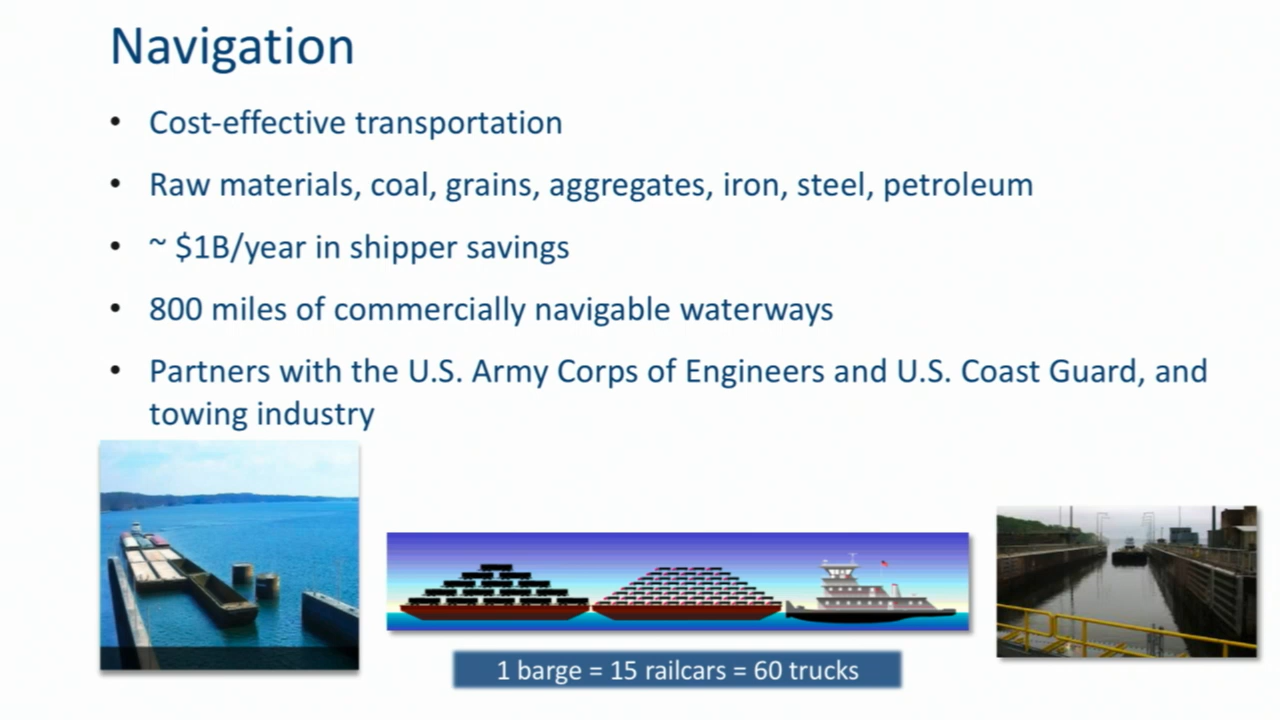 Navigation
• Cost-effective transportation
• Raw materials, coal, grains, aggregates, iron, steel, petroleum
• ~ $1B/year in shipper savings
• 800 miles of commercially navigable waterways
• Partners with the U.S. Army Corps of Engineers and U.S. Coast Guard, and
towing industry
1 barge = 15 railcars = 60 trucks